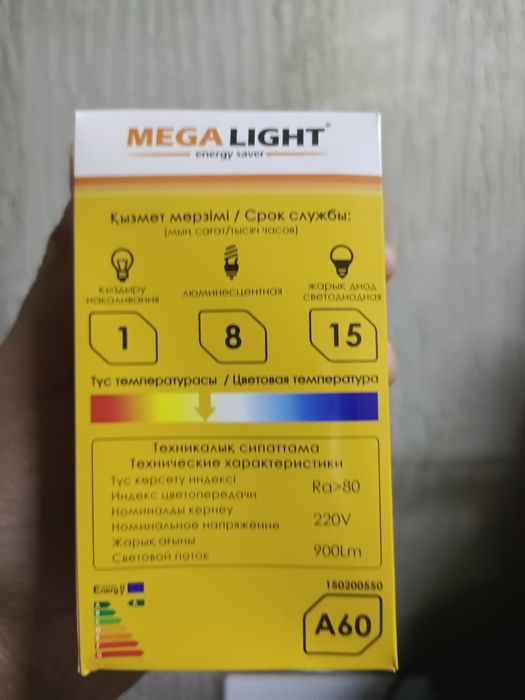 MEGALIGHT®
energy saver
Қызмет мерзімі / Срок службы:
(мың сағат/тысяч часов)
қыздыру
накаливания
люминесцентная
жарық диод
светодиодная
1
8
15
Түс температурасы / Цветовая температура
Техникалық сипаттама
Технические характеристики
Түс көрсету индексі
Индекс цветопередачи
Ra>80
Номиналды кернеу
Номинальное напряжение
220V
Жарық ағыны
Световой поток
900Lm
Energy
150200550
A60